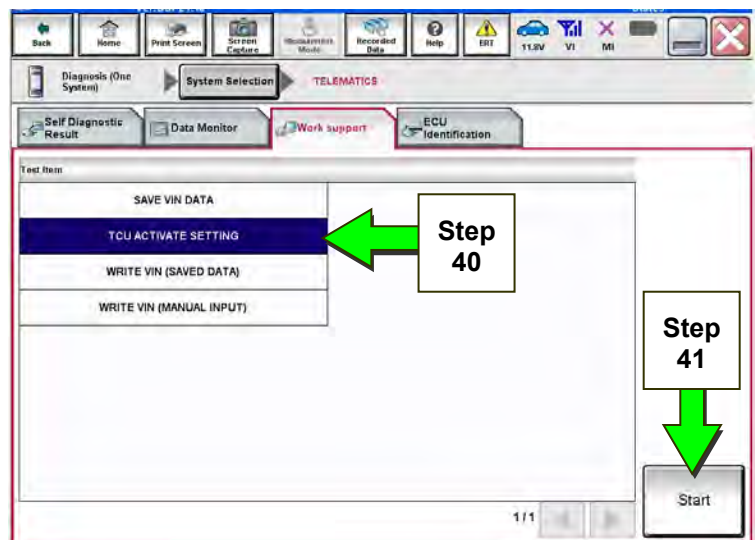 Back
Home
Print Screen
Screen
Capture
Measurement
Mode
Recorded
Data
Help
ERT
11.8V
VI
MI
Diagnosis (One
System)
System Selection
TELEMATICS
Self Diagnostic
Result
Data Monitor
Work support
ECU
Identification
Test Item
SAVE VIN DATA
TCU ACTIVATE SETTING
WRITE VIN (SAVED DATA)
WRITE VIN (MANUAL INPUT)
Step
40
Step
41
Start
1/1